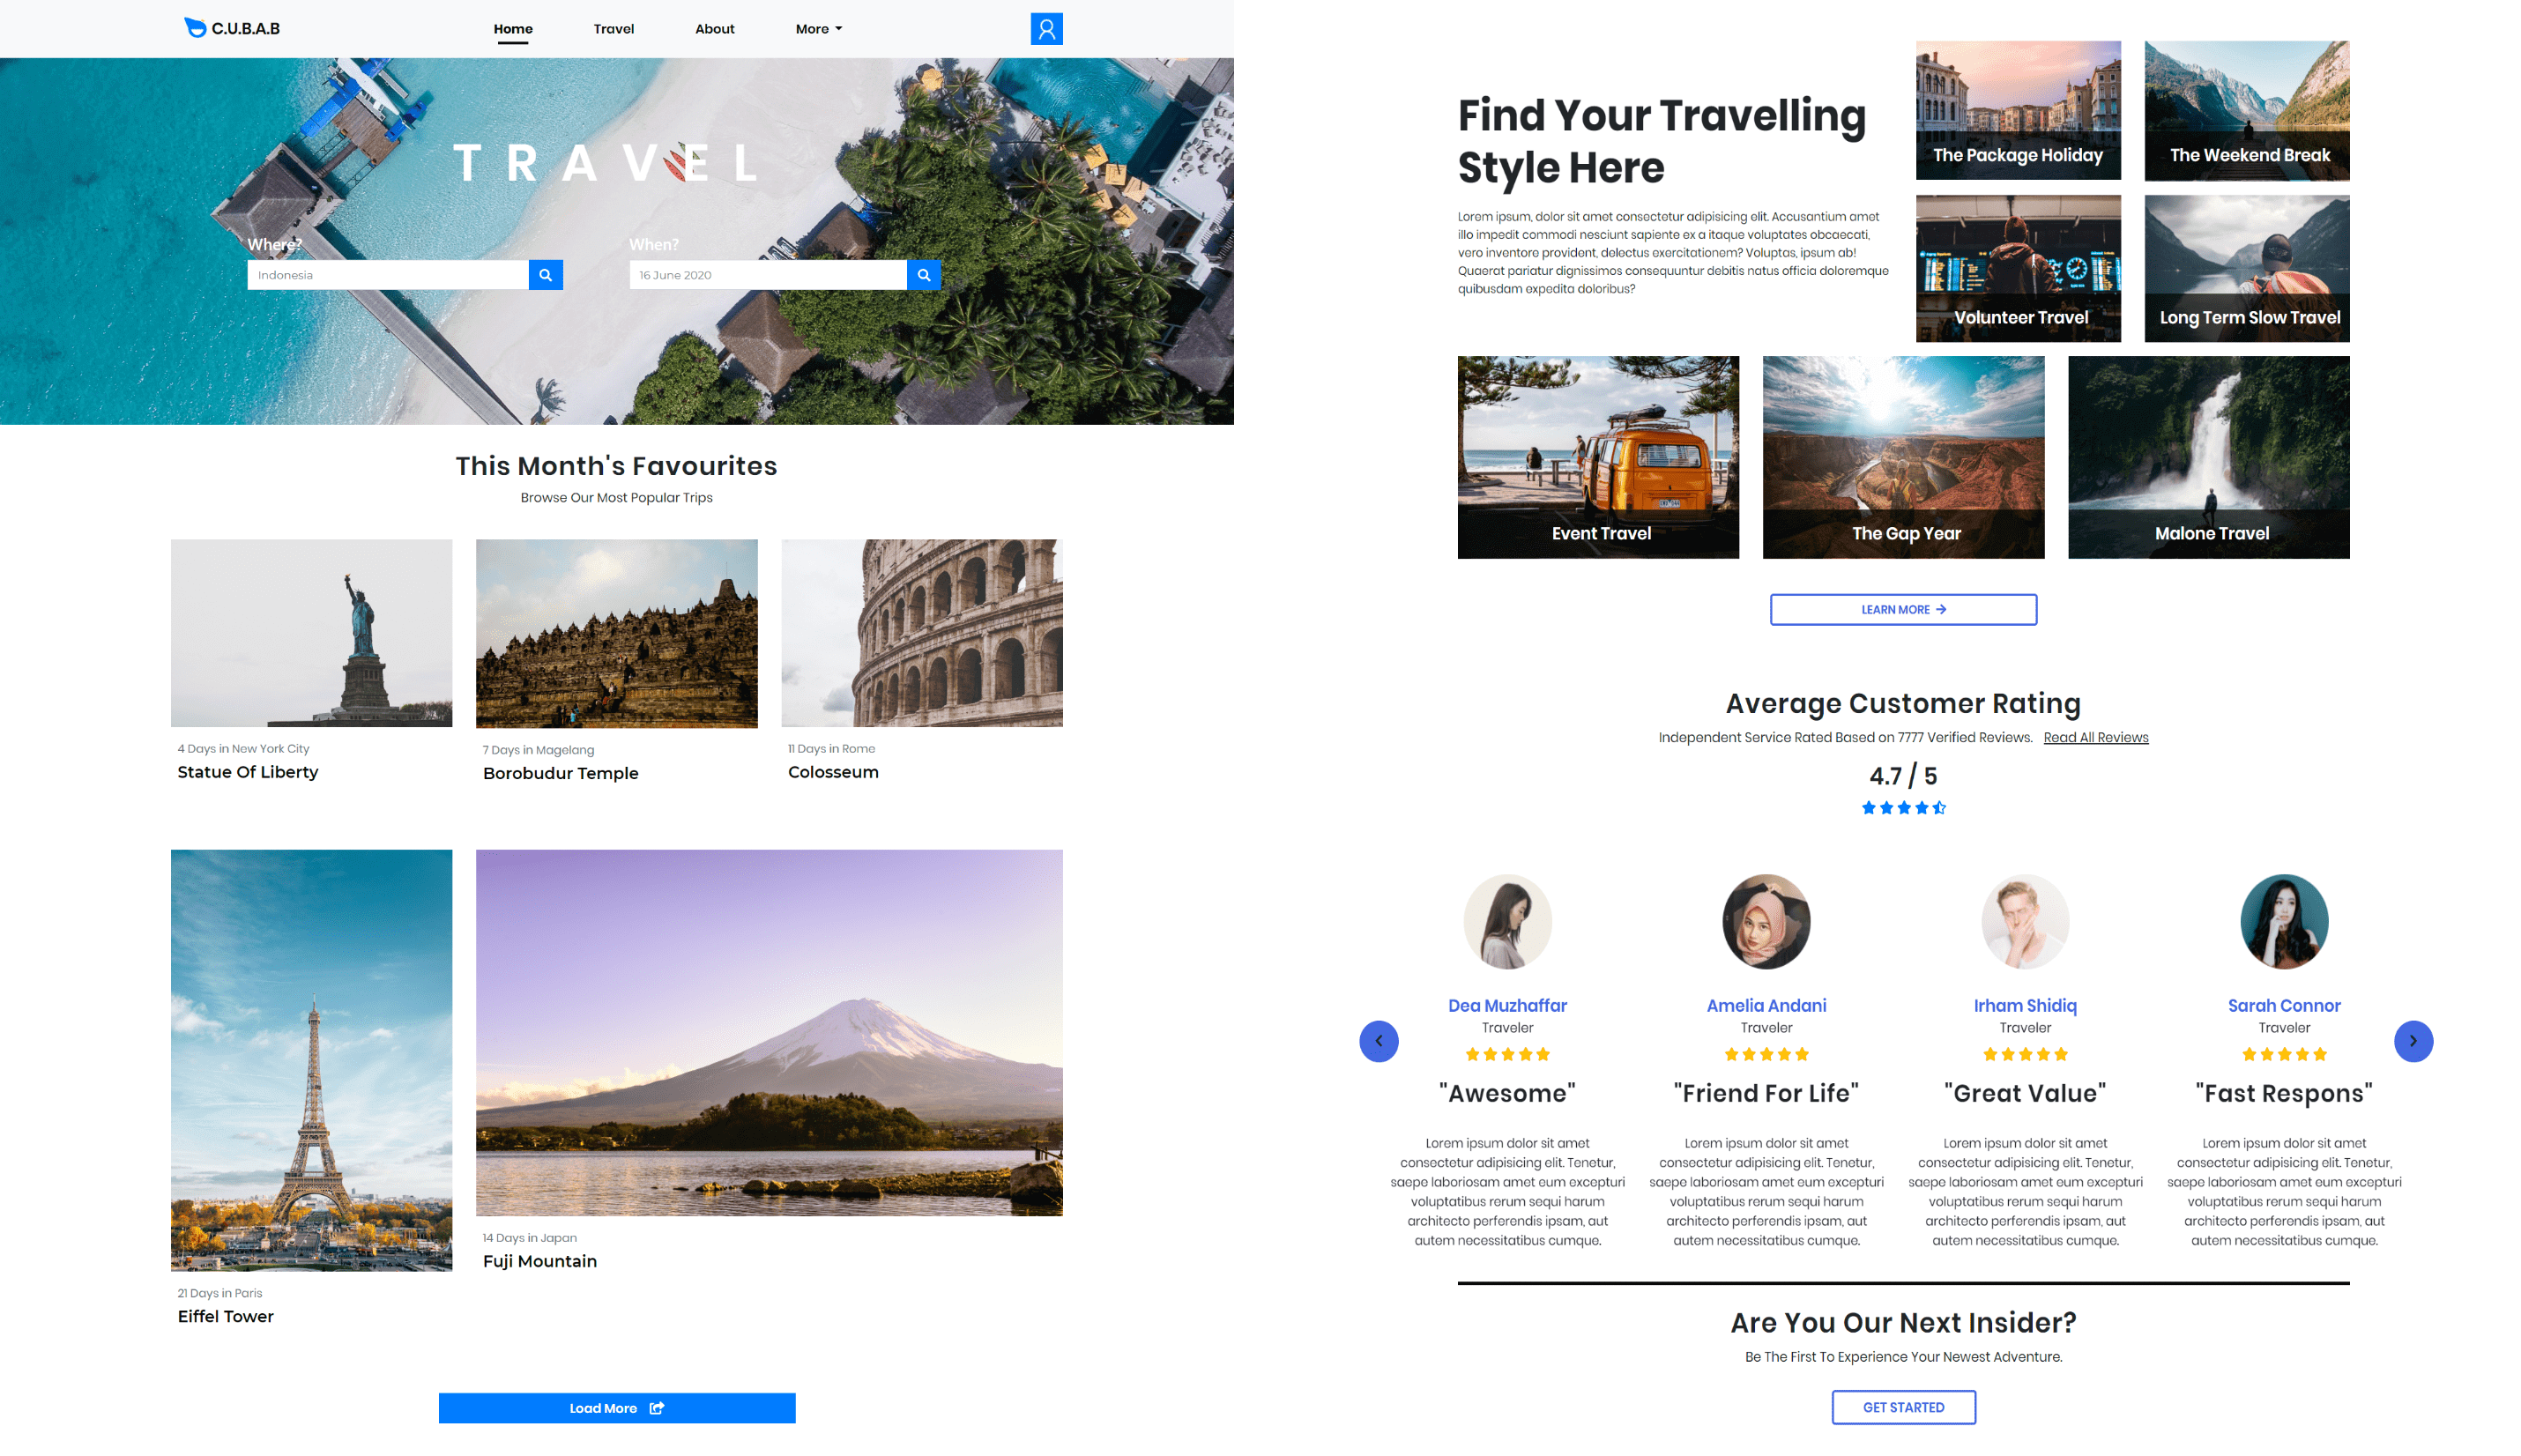 C.U.B.A.B
Home
Travel
About
More
TRAVEL
Where?
When?
Indonesia
16 June 2020
This Month's Favourites
Browse Our Most Popular Trips
4 Days in New York City
Statue Of Liberty
7 Days in Magelang
Borobudur Temple
11 Days in Rome
Colosseum
21 Days in Paris
Eiffel Tower
14 Days in Japan
Fuji Mountain
Load More
Find Your Travelling
Style Here
Lorem ipsum, dolor sit amet consectetur adipisicing elit. Accusantium amet
illo impedit commodi nesciunt sapiente ex a itaque voluptates obcaecati,
vero inventore provident, delectus exercitationem? Voluptas, ipsum ab!
Quaerat pariatur dignissimos consequuntur debitis natus officia doloremque
quibusdam expedita doloribus?
The Package Holiday
The Weekend Break
Volunteer Travel
Long Term Slow Travel
Event Travel
The Gap Year
Malone Travel
LEARN MORE
Average Customer Rating
Independent Service Rated Based on 7777 Verified Reviews. Read All Reviews
4.7 / 5
Dea Muzhaffar
Traveler
"Awesome"
Lorem ipsum dolor sit amet
consectetur adipisicing elit. Tenetur,
saepe laboriosam amet eum excepturi
voluptatibus rerum sequi harum
architecto perferendis ipsam, aut
autem necessitatibus cumque.
Amelia Andani
Traveler
"Friend For Life"
Lorem ipsum dolor sit amet
consectetur adipisicing elit. Tenetur,
saepe laboriosam amet eum excepturi
voluptatibus rerum sequi harum
architecto perferendis ipsam, aut
autem necessitatibus cumque.
Irham Shidiq
Traveler
"Great Value"
Lorem ipsum dolor sit amet
consectetur adipisicing elit. Tenetur,
saepe laboriosam amet eum excepturi
voluptatibus rerum sequi harum
architecto perferendis ipsam, aut
autem necessitatibus cumque.
Sarah Connor
Traveler
"Fast Respons"
Lorem ipsum dolor sit amet
consectetur adipisicing elit. Tenetur,
saepe laboriosam amet eum excepturi
voluptatibus rerum sequi harum
architecto perferendis ipsam, aut
autem necessitatibus cumque.
Are You Our Next Insider?
Be The First To Experience Your Newest Adventure.
GET STARTED